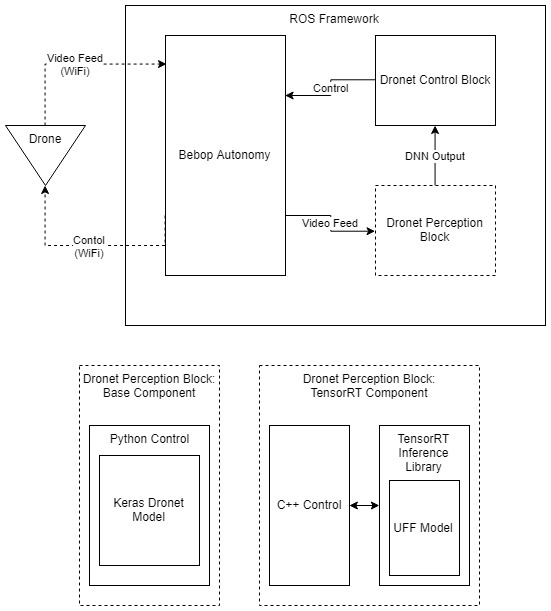 ROS Framework
Video Feed
(WiFi)
Drone
Contol
(WiFi)
Bebop Autonomy
Control
Dronet Control Block
DNN Output
Video Feed
Dronet Perception
Block
Dronet Perception Block:
Base Component
Python Control
Keras Dronet
Model
Dronet Perception Block:
TensorRT Component
C++ Control
TensorRT
Inference
Library
UFF Model